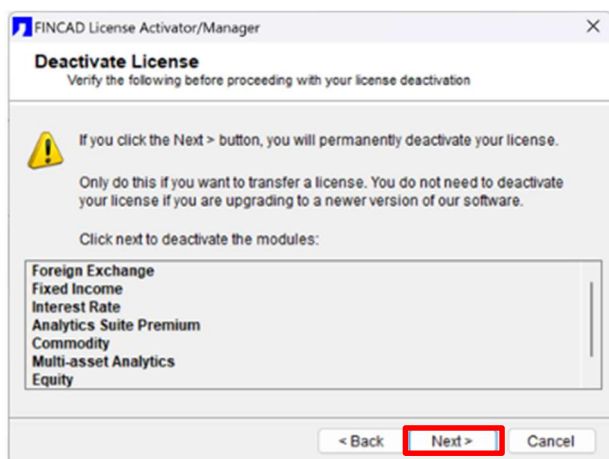 FINCAD License Activator/Manager
Deactivate License
Verify the following before proceeding with your license deactivation
If you click the Next > button, you will permanently deactivate your license.
Only do this if you want to transfer a license. You do not need to deactivate
your license if you are upgrading to a newer version of our software.
Click next to deactivate the modules:
Foreign Exchange
Fixed Income
Interest Rate
Analytics Suite Premium
Commodity
Multi-asset Analytics
Equity
< Back Next > Cancel